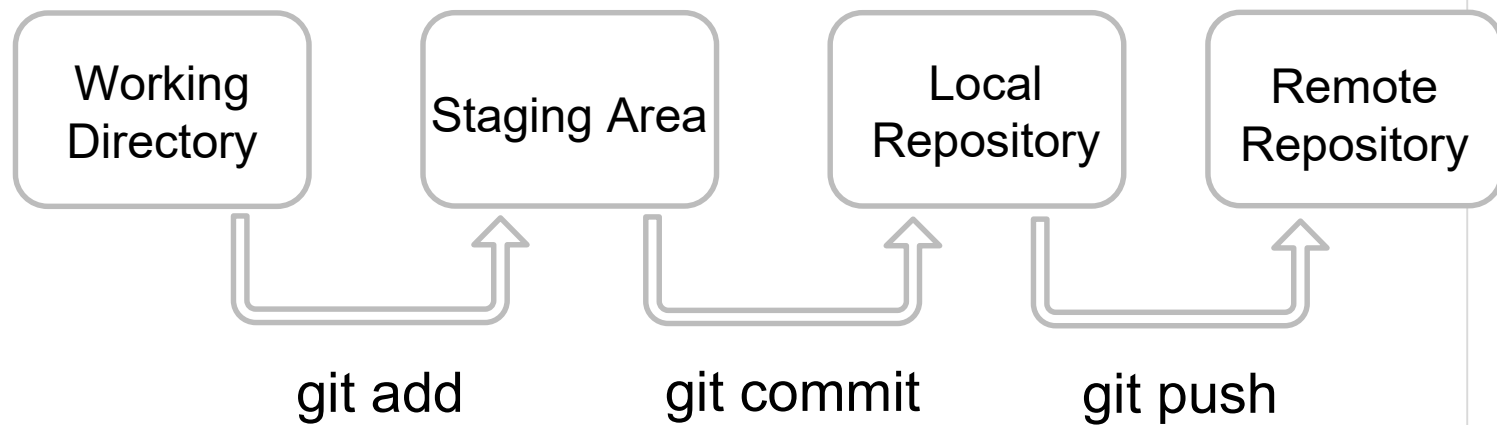 Working
Directory
Staging Area
Local
Repository
Remote
Repository
git add
git commit
git push